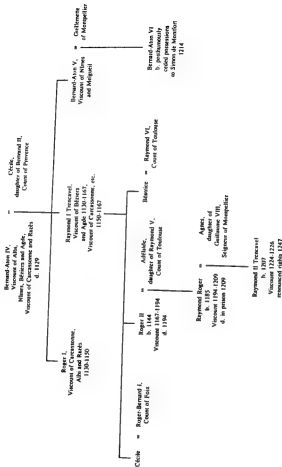 Bernard-Aton IV,
Viscount of Albi,
Nîmes, Béziers and Agde,
Viscount of Carcassonne and Razès
d. 1129
=
Cécile,
daughter of Bertrand II,
Count of Provence
Roger I,
Viscount of Carcassonne,
Albi and Razès
1130-1150
Raymond I Trencavel,
Viscount of Béziers
and Agde 1130-1167,
Viscount of Carcassonne, etc.
1150-1167
Bernard-Aton V,
Viscount of Nîmes
and
=
Guillemette
of Montpellier
Bernard-Aton VI
b. posthumously
ceded possessions
to Simon de Montfort
1214
Cécile
=
Roger-Bernard I,
Count of Foix
Roger II
b. 1144
Viscount 1167-1194
d. 1194
=
Adélaïde,
daughter of Raymond V,
Count of Toulouse
Béatrice
=
Raymond VI,
Count of Toulouse
Raymond Roger
b. 1185
Viscount 1194-1209
d. in prison 1209
=
Agnes,
daughter of
Guillaume VIII,
Seigneur of Montpellier
Raymond II Trencavel
b. 1207
Viscount 1224-1226
renounced rights 1247